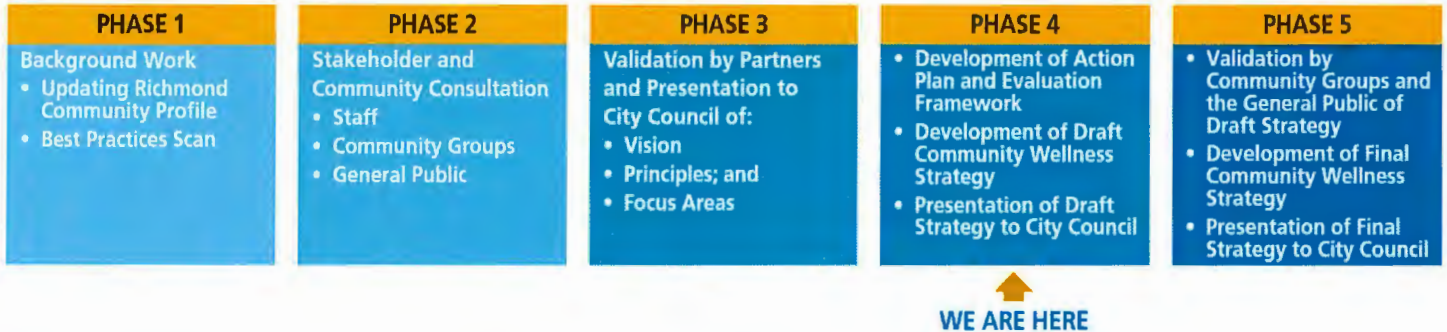 PHASE 1
Background Work
• Updating Richmond
Community Profile
• Best Practices Scan
PHASE 2
Stakeholder and
Community Consultation
• Staff
• Community Groups
• General Public
PHASE 3
Validation by Partners
and Presentation to
City Council of:
• Vision
• Principles; and
• Focus Areas
PHASE 4
• Development of Action
Plan and Evaluation
Framework
• Development of Draft
Community Wellness
Strategy
• Presentation of Draft
Strategy to City Council
PHASE 5
• Validation by
Community Groups and
the General Public of
Draft Strategy
• Development of Final
Community Wellness
Strategy
• Presentation of Final
Strategy to City Council
WE ARE HERE